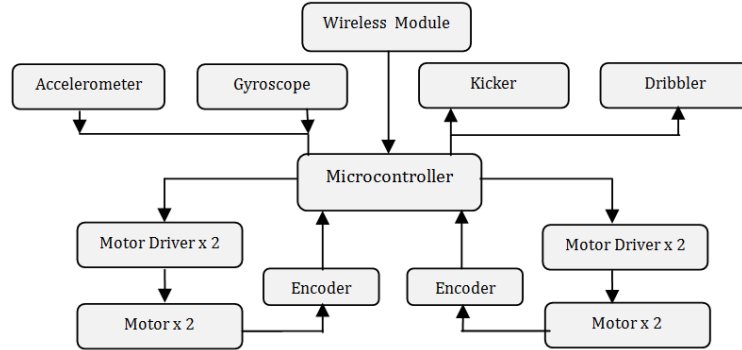 Wireless Module
Accelerometer
Gyroscope
Kicker
Dribbler
Microcontroller
Motor Driver x 2
Motor Driver x 2
Encoder
Encoder
Motor x 2
Motor x 2